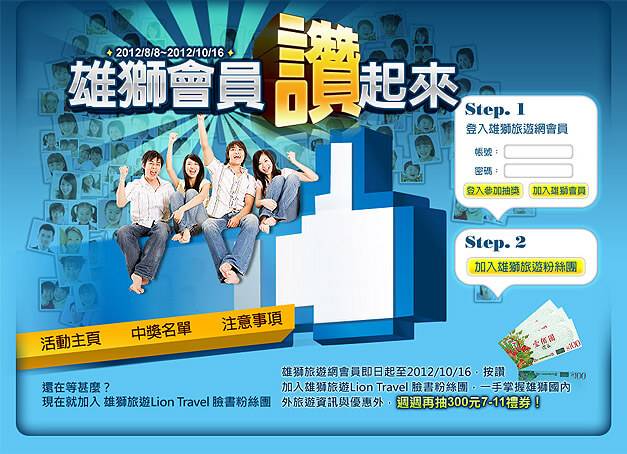 2012/8/8~2012/10/16
雄獅會員讚起來
Step. 1
登入雄獅旅遊網會員
帳號：
密碼：
登入參加抽獎 加入雄獅會員
Step. 2
加入雄獅旅遊粉絲團
活動主頁 中獎名單 注意事項
還在等甚麼？
現在就加入 雄獅旅遊Lion Travel 臉書粉絲團
雄獅旅遊網會員即日起至2012/10/16，按讚
加入雄獅旅遊Lion Travel 臉書粉絲團，一手掌握雄獅國內
外旅遊資訊與優惠外，週週再抽300元7-11禮券！
壹佰圓
100